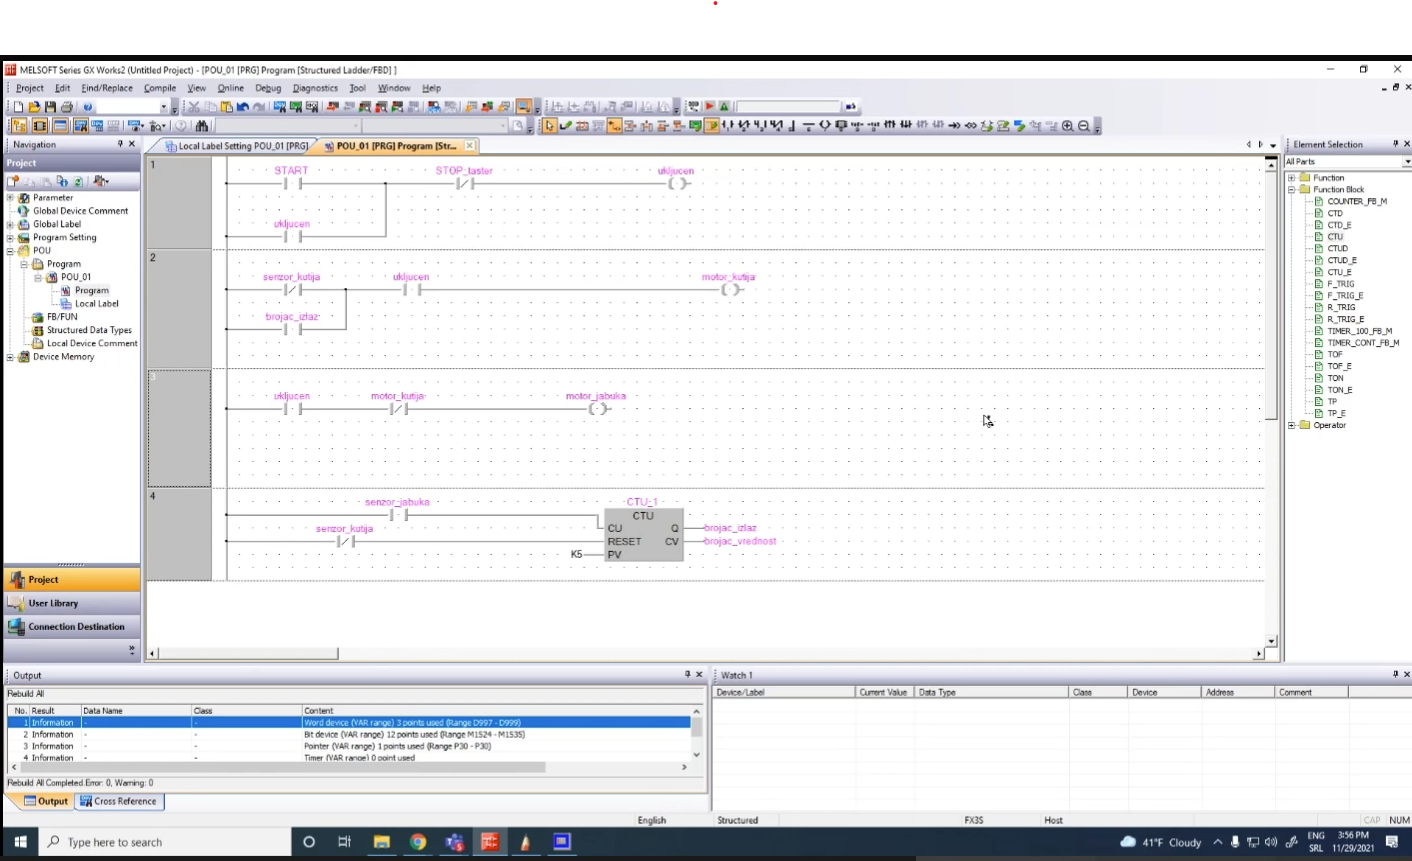 MELSOFT Series GX Works2 (Untitled Project) - [POU_01 [PRG] Program [Structured Ladder/FBD] ]
Project Edit Find/Replace Compile View Online Debug Diagnostics Tool Window Help
Navigation
Project
Parameter
Global Device Comment
Global Label
Program Setting
POU
Program
POU_01
Program
Local Label
FB/FUN
Structured Data Types
Local Device Comment
Device Memory
Project
User Library
Connection Destination
Local Label Setting POU_01 [PRG]
POU_01 [PRG] Program [Str...
1
START STOP_taster ukljucen
ukljucen
2
senzor_kutija ukljucen motor_kutija
brojac_izlaz
3
ukljucen motor_kutija motor_jabuka
4
senzor_jabuka CTU_1
CTU
senzor_kutija CU Q brojac_izlaz
RESET CV brojac_vrednost
K5 PV
Element Selection
All Parts
Function
Function Block
COUNTER_FB_M
CTD
CTD_E
CTU
CTUD
CTUD_E
CTU_E
F_TRIG
F_TRIG_E
R_TRIG
R_TRIG_E
TIMER_100_FB_M
TIMER_CONT_FB_M
TOF
TOF_E
TON
TON_E
TP
TP_E
Operator
Output
Rebuild All
No. Result Data Name Class Content
1 Information - - Word device (VAR range) 3 points used (Range D997 - D999)
2 Information - - Bit device (VAR range) 12 points used (Range M1524 - M1535)
3 Information - - Pointer (VAR range) 1 points used (Range P30 - P30)
4 Information - - Timer (VAR range) 0 point used
Rebuild All Completed.Error: 0, Warning: 0
Output Cross Reference
Watch 1
Device/Label Current Value Data Type Class Device Address Comment
English Structured FX3S Host CAP NUM
Type here to search
41°F Cloudy
ENG
SRL
3:56 PM
11/29/2021